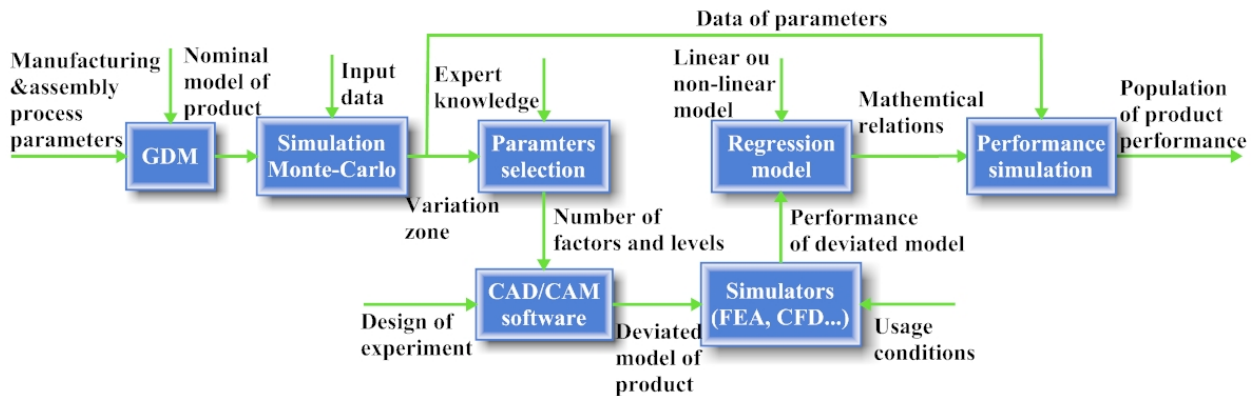 Data of parameters
Manufacturing
&assembly
process
parameters
Nominal
model of
product
Input
data
Expert
knowledge
Linear ou
non-linear
model
Mathemtical
relations
Population
of product
performance
GDM
Simulation
Monte-Carlo
Paramters
selection
Regression
model
Performance
simulation
Variation
zone
Number of
factors and levels
Performance
of deviated model
CAD/CAM
software
Simulators
(FEA, CFD...)
Design of
experiment
Deviated
model of
product
Usage
conditions